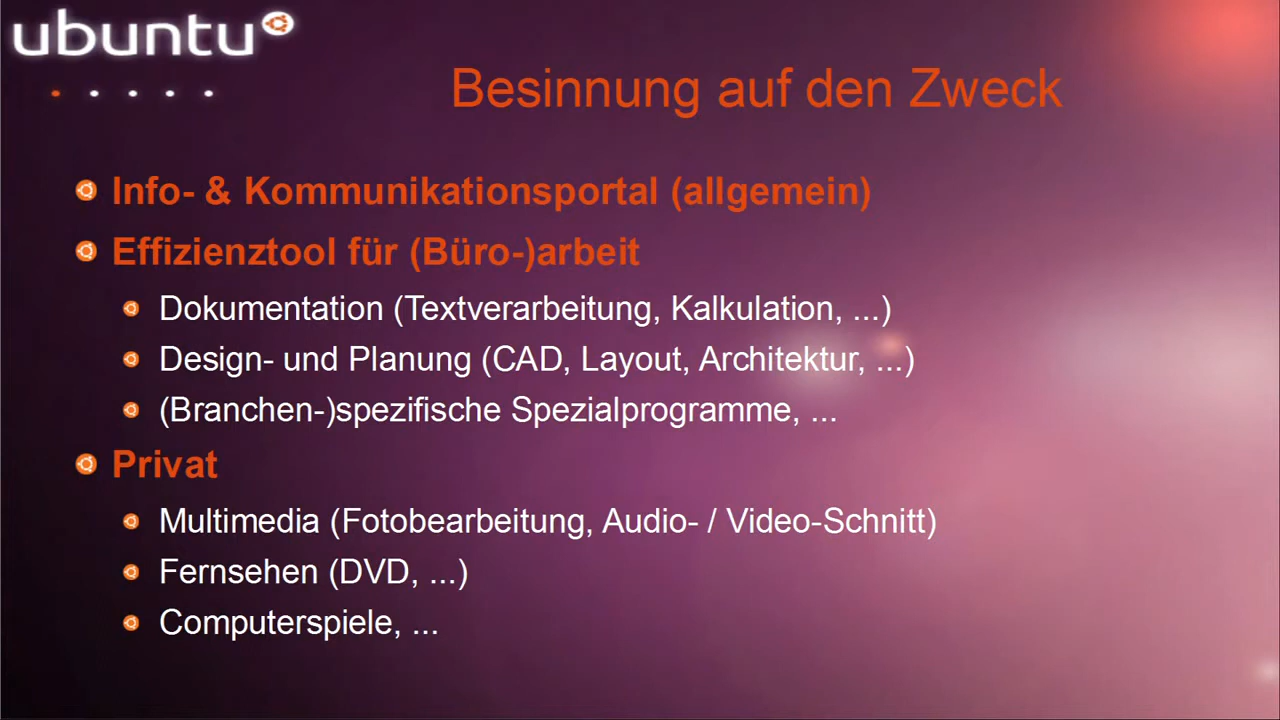 ubuntu
Besinnung auf den Zweck
Info- & Kommunikationsportal (allgemein)
Effizienztool für (Büro-)arbeit
Dokumentation (Textverarbeitung, Kalkulation, ...)
Design- und Planung (CAD, Layout, Architektur, ...)
(Branchen-)spezifische Spezialprogramme, ...
Privat
Multimedia (Fotobearbeitung, Audio- / Video-Schnitt)
Fernsehen (DVD, ...)
Computerspiele, ...